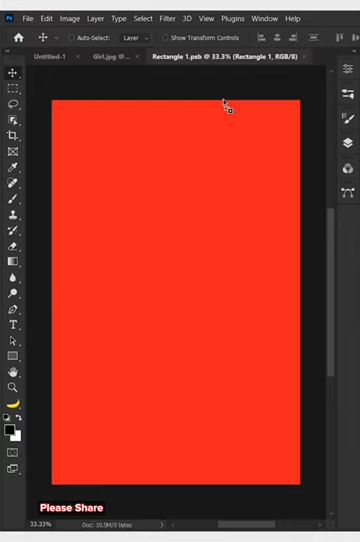 Ps File Edit Image Layer Type Select Filter 3D View Plugins Window Help
Auto-Select: Layer Show Transform Controls
Untitled-1 × Girl.jpg @... × Rectangle 1.psb @ 33.3% (Rectangle 1, RGB/8) ×
T
Please Share
33.33% Doc: 10.5M/0 bytes